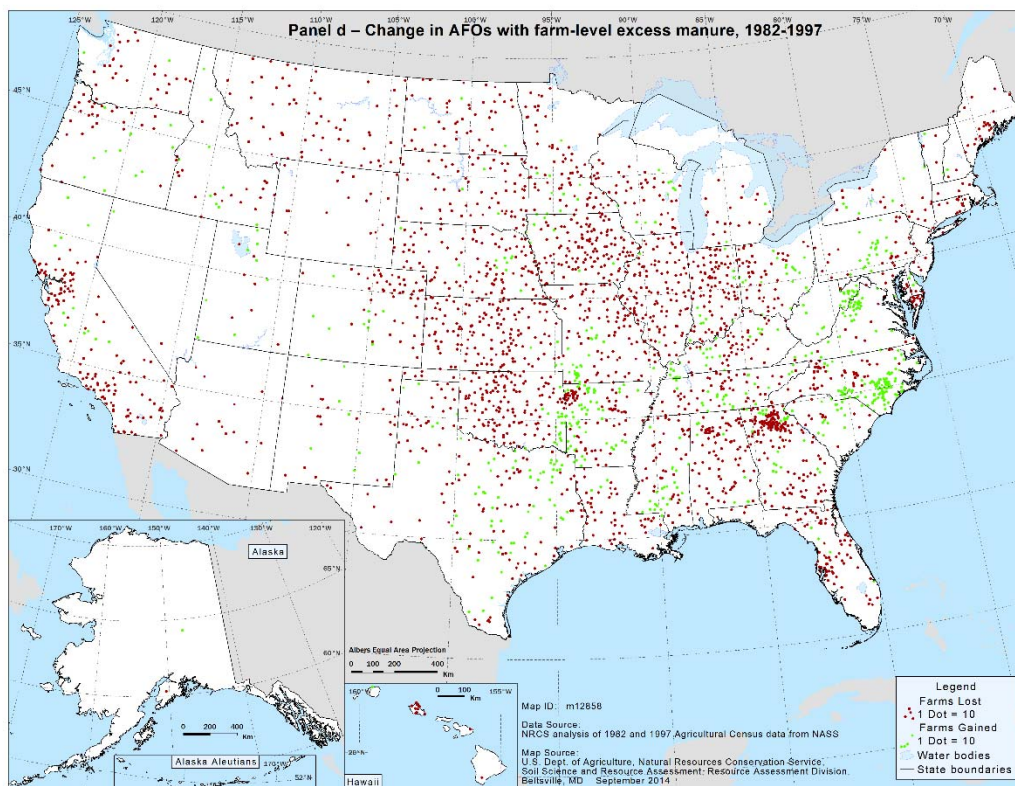 Panel d – Change in AFOs with farm-level excess manure, 1982-1997
125°W
120°W
115°W
110°W
105°W
100°W
95°W
90°W
85°W
80°W
75°W
70°W
45°N
40°N
35°N
30°N
170°W
160°W
150°W
140°W
130°W
120°W
Alaska
65°N
60°N
0 200 400
Km
Alaska Aleutians
170°W
52°N
Albers Equal Area Projection
0 100 200 400
Km
160°W
0 100
Km
155°W
Hawaii
Map ID: m12858
Data Source:
NRCS analysis of 1982 and 1997 Agricultural Census data from NASS
Map Source:
U.S. Dept. of Agriculture, Natural Resources Conservation Service
Soil Science and Resource Assessment, Resource Assessment Division
Beltsville, MD September 2014
Legend
Farms Lost
1 Dot = 10
Farms Gained
1 Dot = 10
Water bodies
State boundaries